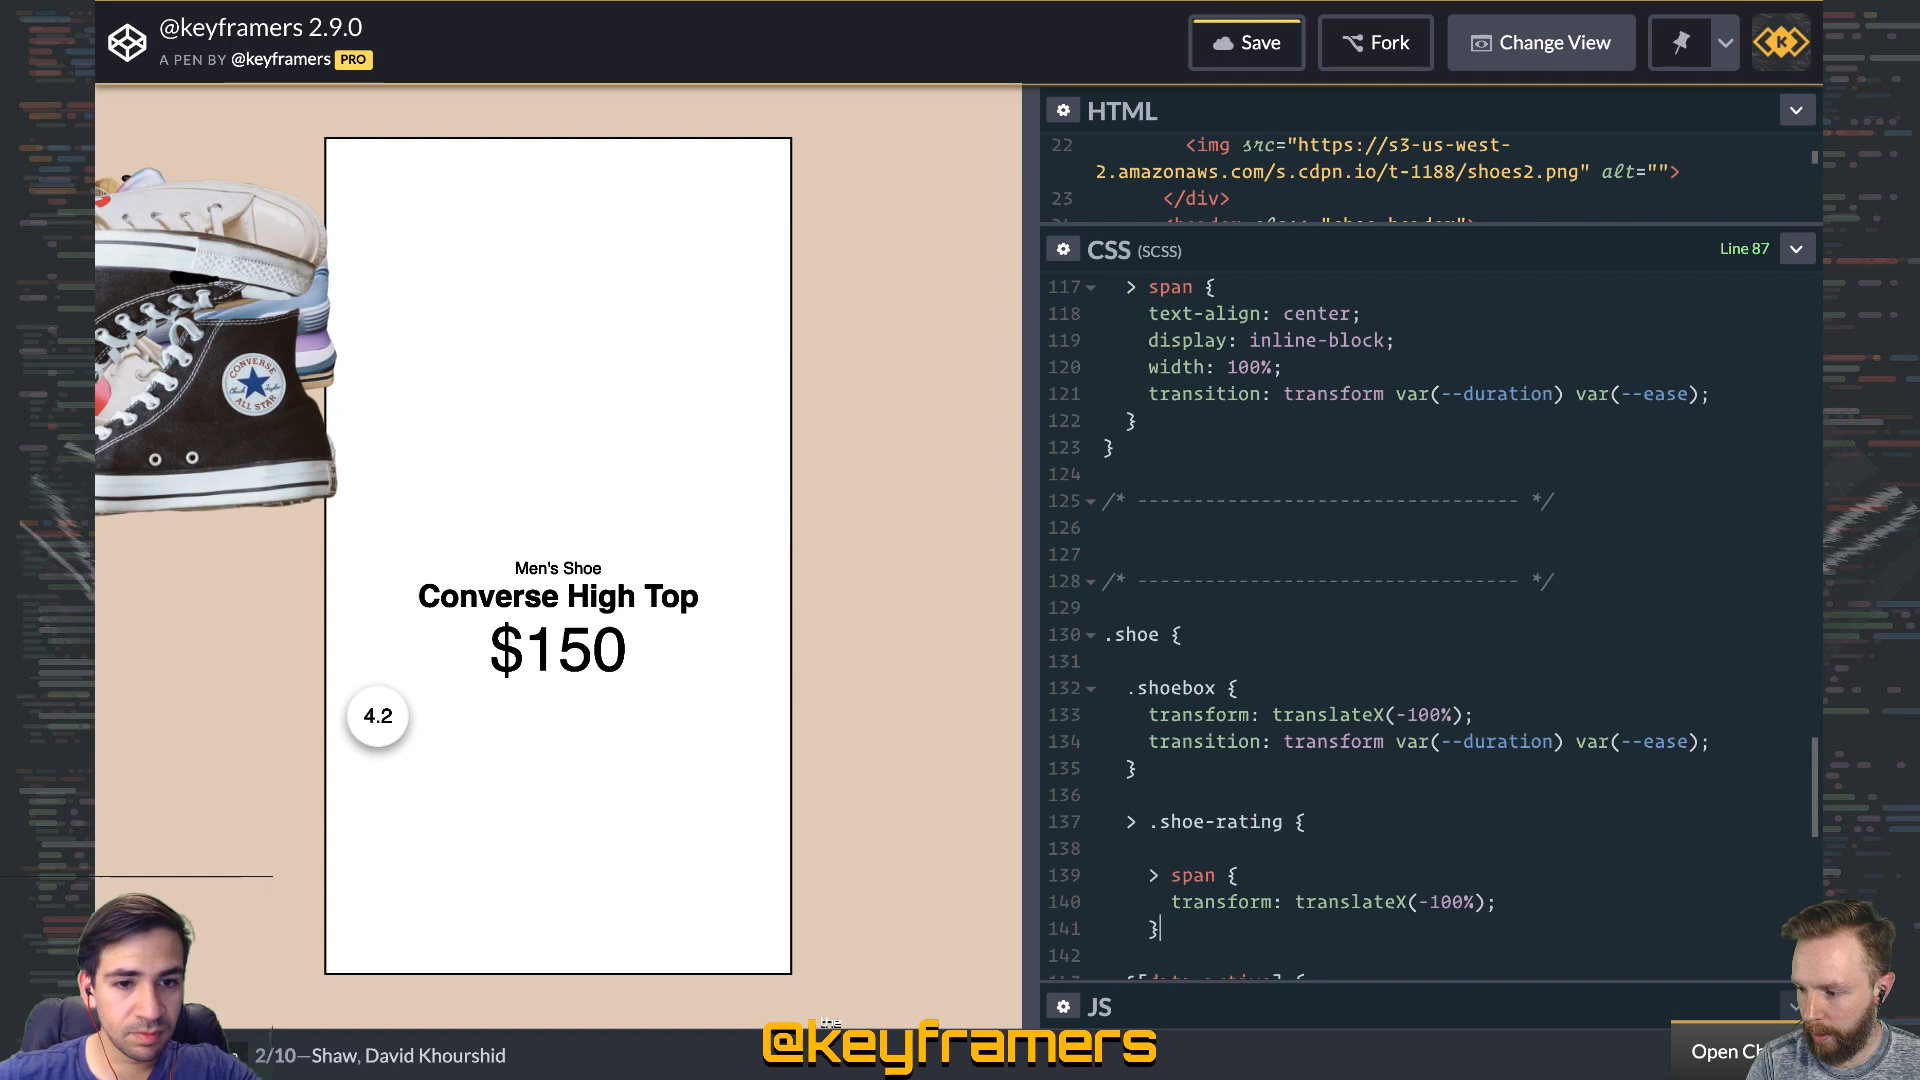 @keyframers 2.9.0
A PEN BY @keyframers PRO
Save
Fork
Change View
K
HTML
22 <img src="https://s3-us-west-
2.amazonaws.com/s.cdpn.io/t-1188/shoes2.png" alt="">
23 </div>
CSS (SCSS)
Line 87
117 > span {
118 text-align: center;
119 display: inline-block;
120 width: 100%;
121 transition: transform var(--duration) var(--ease);
122 }
123 }
124
125 /* ---------------------------------- */
126
127
128 /* ---------------------------------- */
129
130 .shoe {
131
132 .shoebox {
133 transform: translateX(-100%);
134 transition: transform var(--duration) var(--ease);
135 }
136
137 > .shoe-rating {
138
139 > span {
140 transform: translateX(-100%);
141 }
142
JS
CONVERSE
ALL STAR
Men's Shoe
Converse High Top
$150
4.2
2/10—Shaw, David Khourshid
the
@keyframers
Open